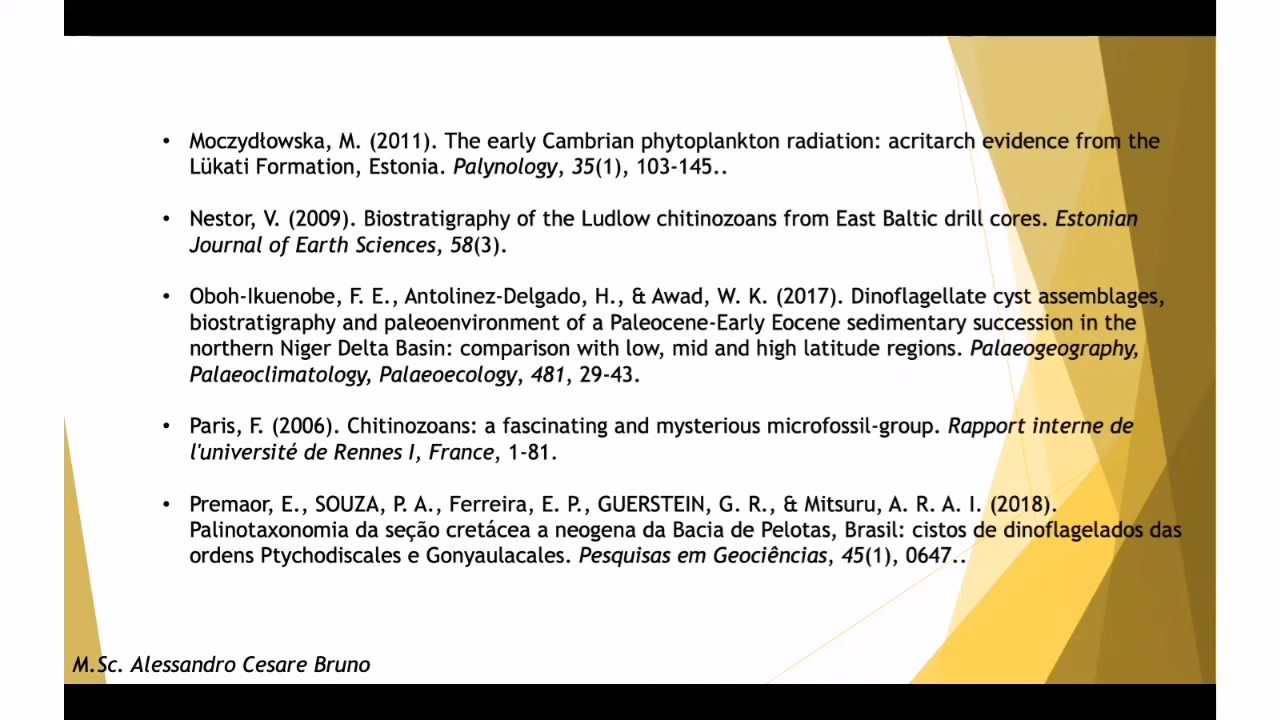 • Moczydłowska, M. (2011). The early Cambrian phytoplankton radiation: acritarch evidence from the
Lükati Formation, Estonia. Palynology, 35(1), 103-145..
• Nestor, V. (2009). Biostratigraphy of the Ludlow chitinozoans from East Baltic drill cores. Estonian
Journal of Earth Sciences, 58(3).
• Oboh-Ikuenobe, F. E., Antolinez-Delgado, H., & Awad, W. K. (2017). Dinoflagellate cyst assemblages,
biostratigraphy and paleoenvironment of a Paleocene-Early Eocene sedimentary succession in the
northern Niger Delta Basin: comparison with low, mid and high latitude regions. Palaeogeography,
Palaeoclimatology, Palaeoecology, 481, 29-43.
• Paris, F. (2006). Chitinozoans: a fascinating and mysterious microfossil-group. Rapport interne de
l'université de Rennes I, France, 1-81.
• Premaor, E., SOUZA, P. A., Ferreira, E. P., GUERSTEIN, G. R., & Mitsuru, A. R. A. I. (2018).
Palinotaxonomia da seção cretácea a neogena da Bacia de Pelotas, Brasil: cistos de dinoflagelados das
ordens Ptychodiscales e Gonyaulacales. Pesquisas em Geociências, 45(1), 0647..
M.Sc. Alessandro Cesare Bruno